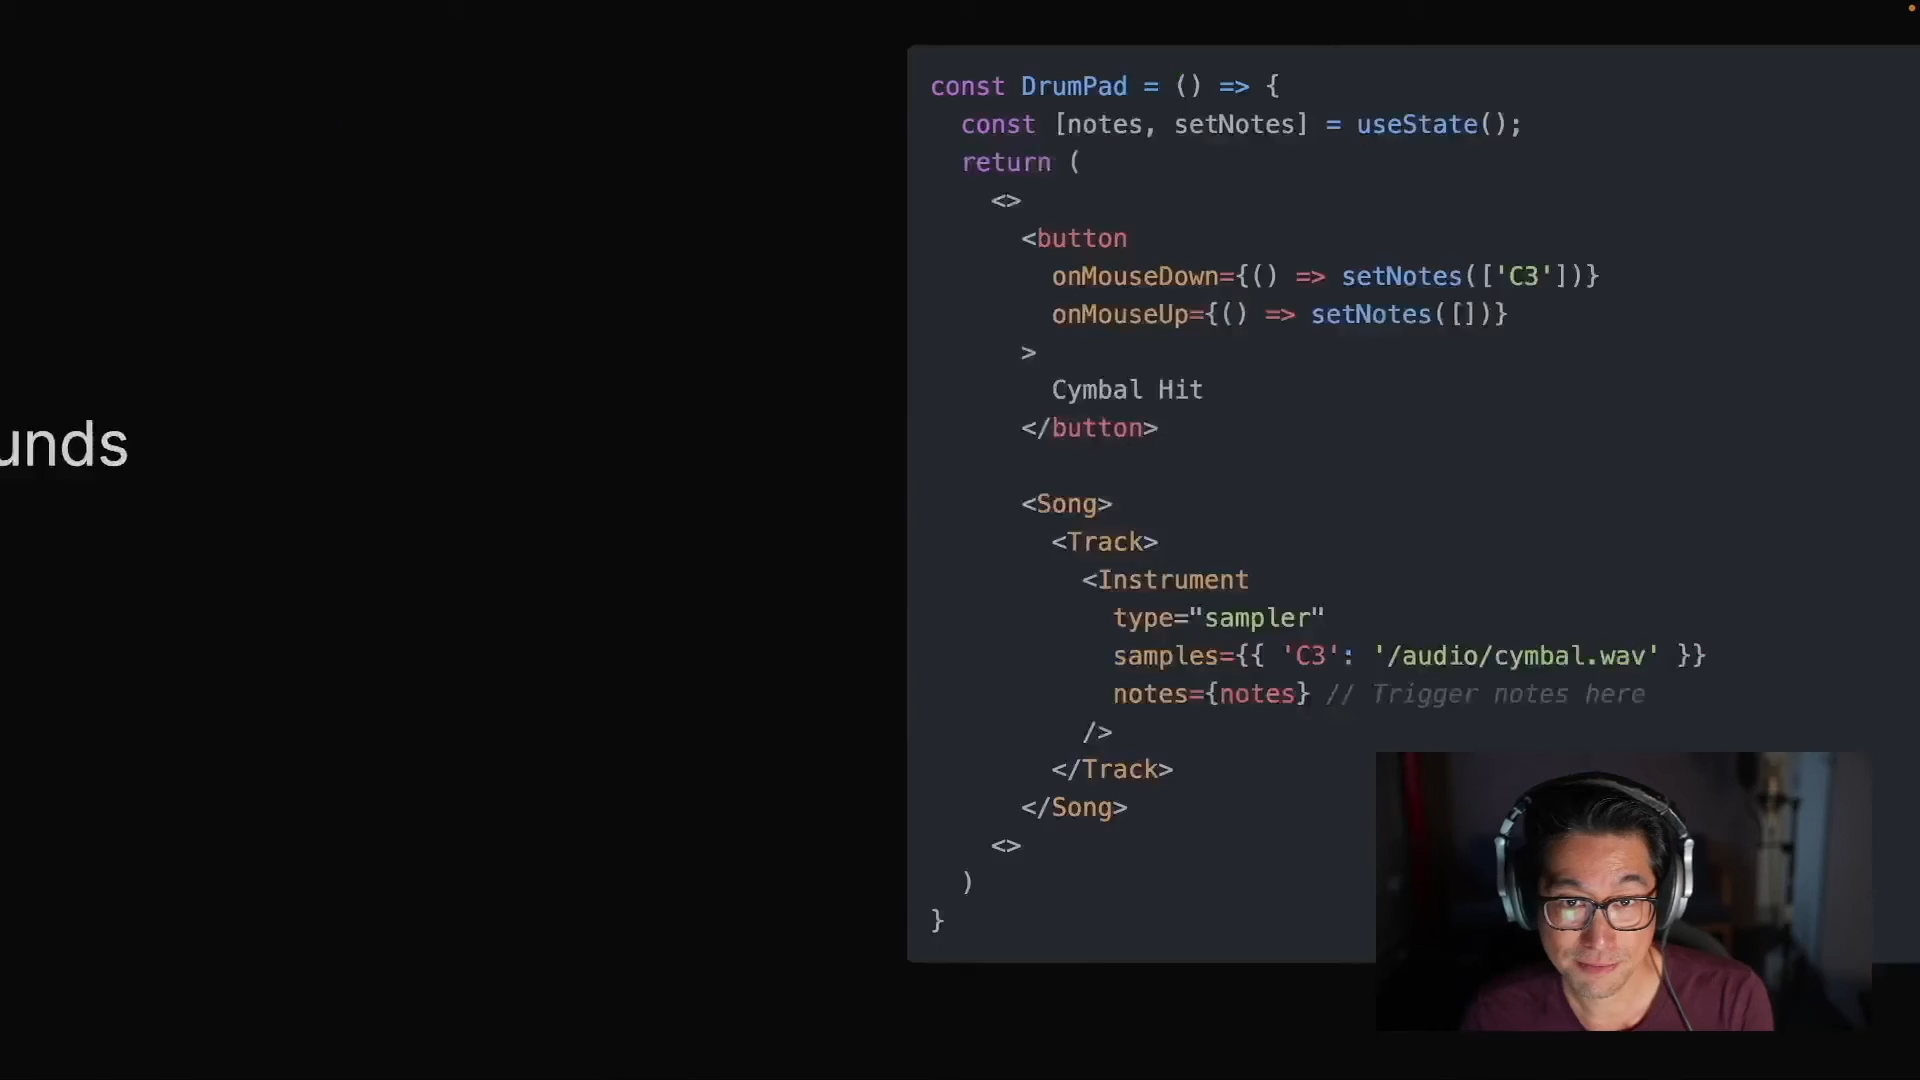 unds
const DrumPad = () => {
  const [notes, setNotes] = useState();
  return (
    <>
      <button
        onMouseDown={() => setNotes(['C3'])}
        onMouseUp={() => setNotes([])}
      >
        Cymbal Hit
      </button>

      <Song>
        <Track>
          <Instrument
            type="sampler"
            samples={{ 'C3': '/audio/cymbal.wav' }}
            notes={notes} // Trigger notes here
          />
        </Track>
      </Song>
    <>
  )
}